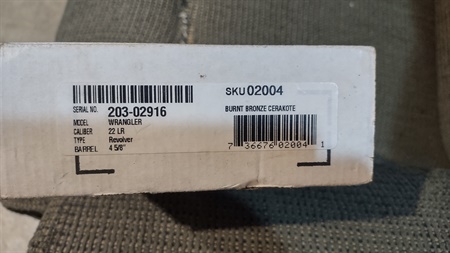 SERIAL NO. 203-02916
MODEL WRANGLER
CALIBER 22 LR
TYPE Revolver
BARREL 4 5/8"
SKU 02004
BURNT BRONZE CERAKOTE
7 36676 02004 1